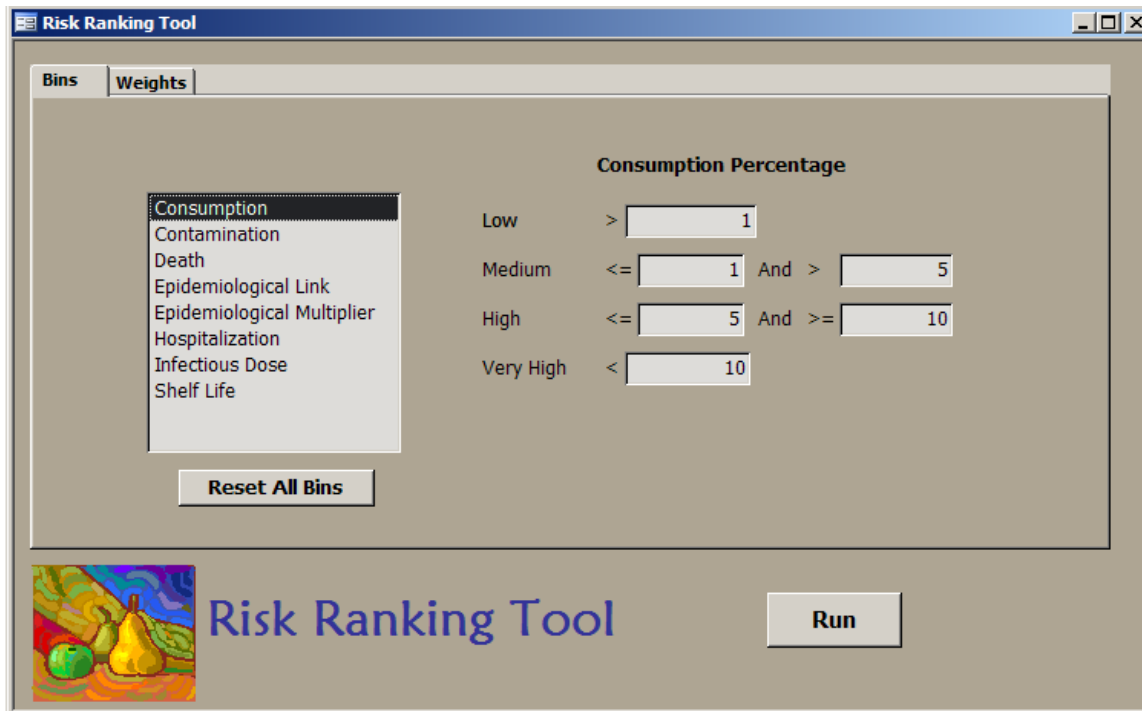 Risk Ranking Tool
Bins Weights
Consumption Percentage
Consumption
Contamination
Death
Epidemiological Link
Epidemiological Multiplier
Hospitalization
Infectious Dose
Shelf Life
Low > 1
Medium <= 1 And > 5
High <= 5 And >= 10
Very High < 10
Reset All Bins
Risk Ranking Tool
Run